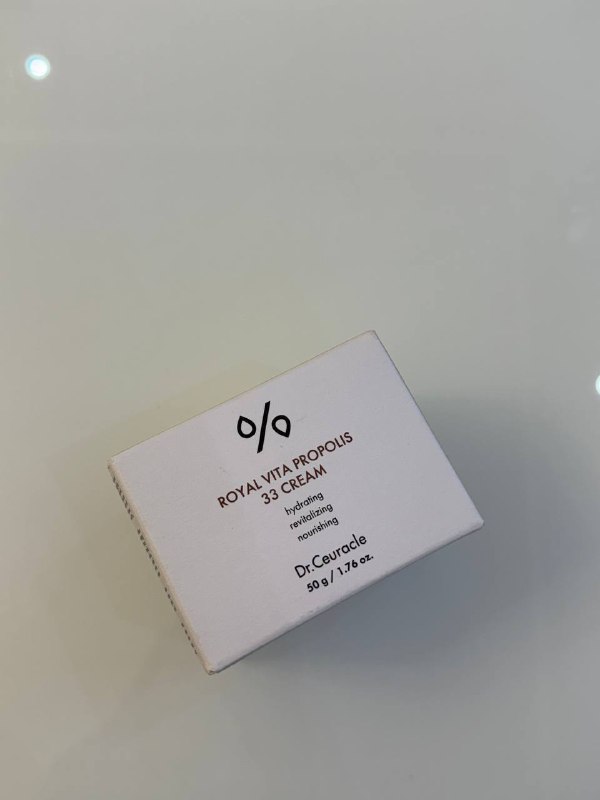 ROYAL VITA PROPOLIS
33 CREAM
hydrating
revitalizing
nourishing
Dr.Ceuracle
50 g / 1.76 oz.